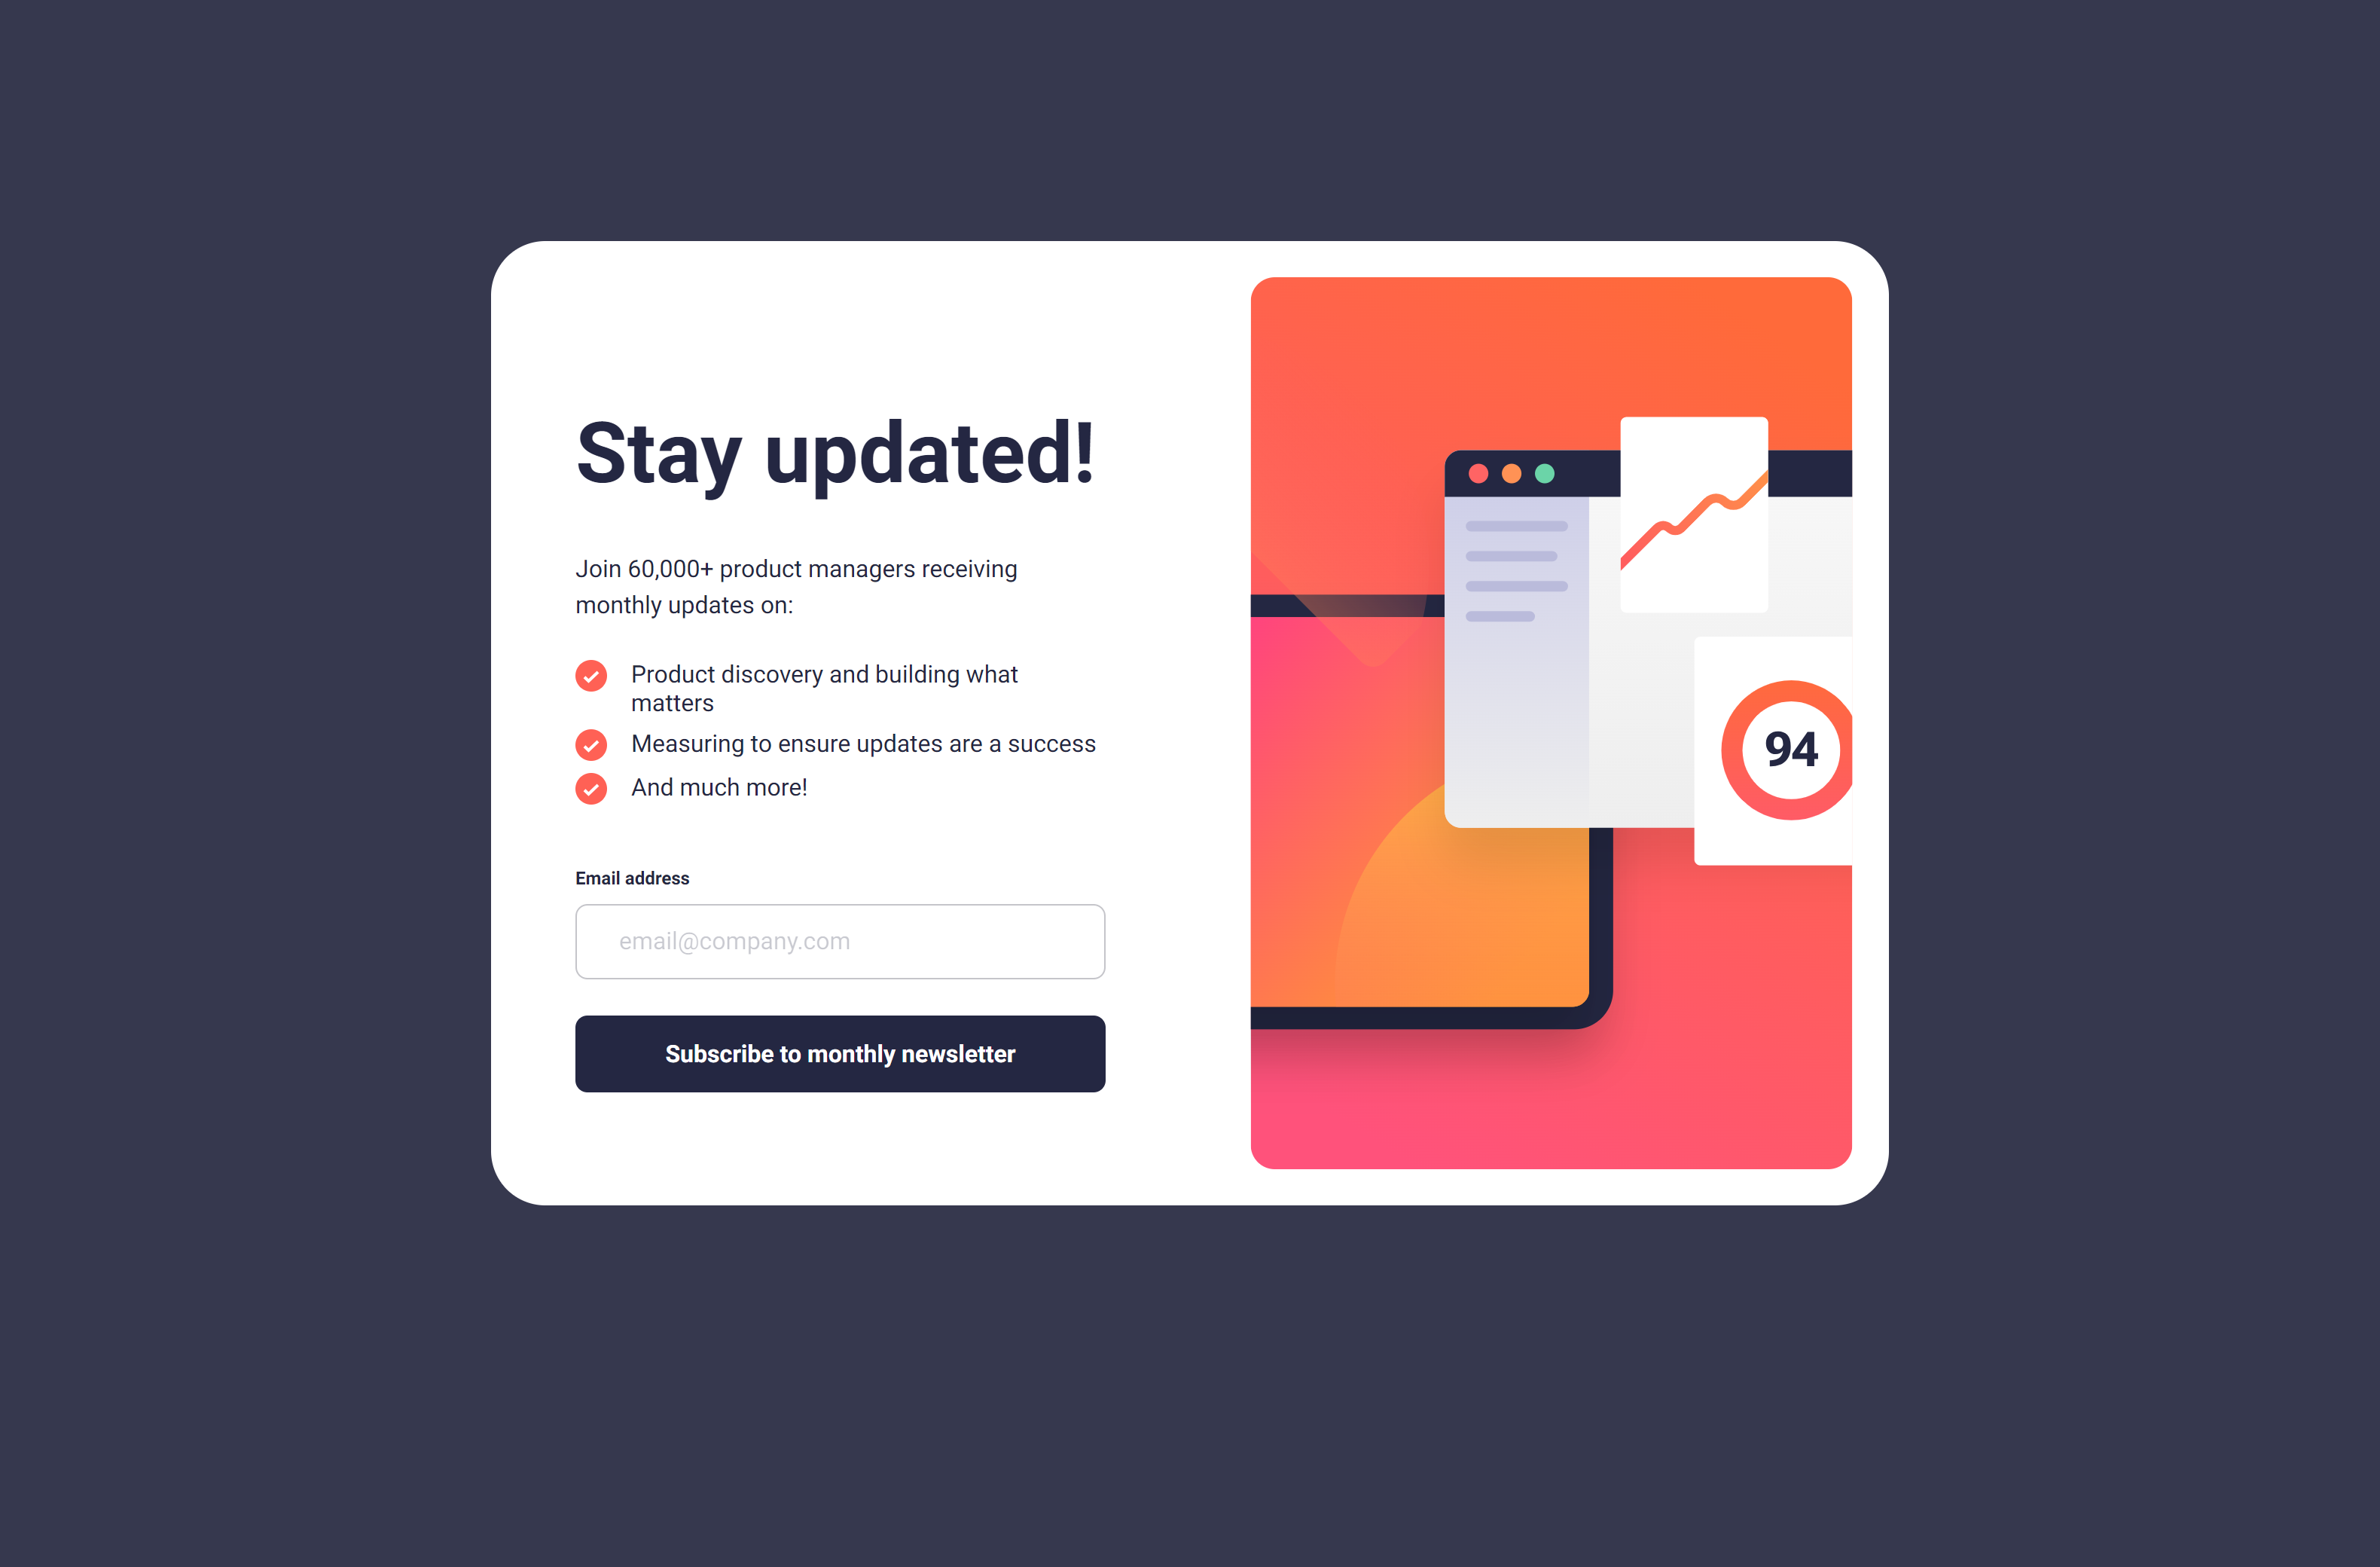 Stay updated!
Join 60,000+ product managers receiving
monthly updates on:
Product discovery and building what
matters
Measuring to ensure updates are a success
And much more!
Email address
email@company.com
Subscribe to monthly newsletter
94